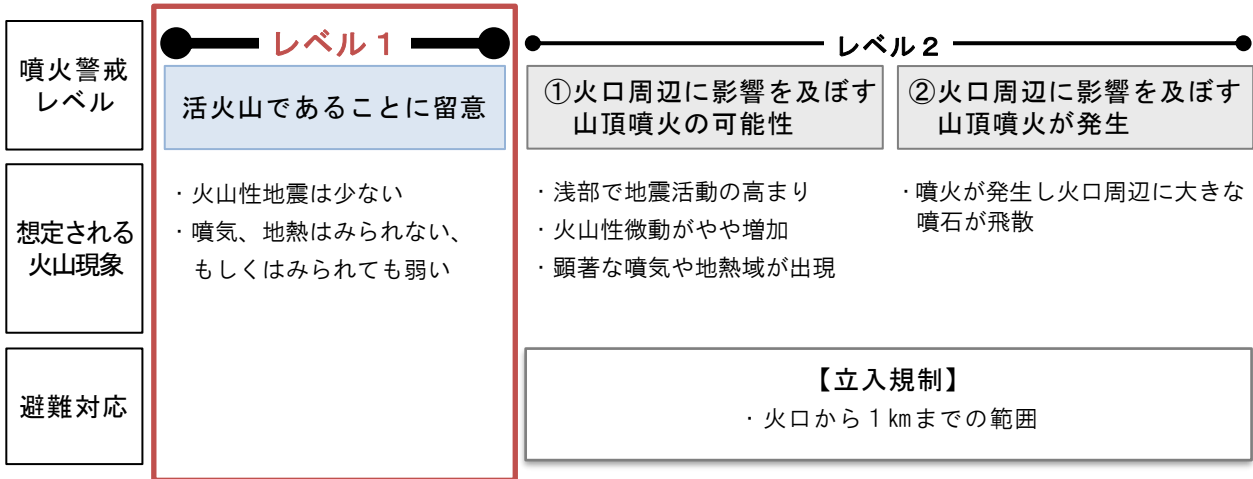 噴火警戒
レベル
レベル１
レベル２
活火山であることに留意
①火口周辺に影響を及ぼす
山頂噴火の可能性
②火口周辺に影響を及ぼす
山頂噴火が発生
想定される
火山現象
・火山性地震は少ない
・噴気、地熱はみられない、
もしくはみられても弱い
・浅部で地震活動の高まり
・火山性微動がやや増加
・顕著な噴気や地熱域が出現
・噴火が発生し火口周辺に大きな
噴石が飛散
避難対応
【立入規制】
・火口から１㎞までの範囲